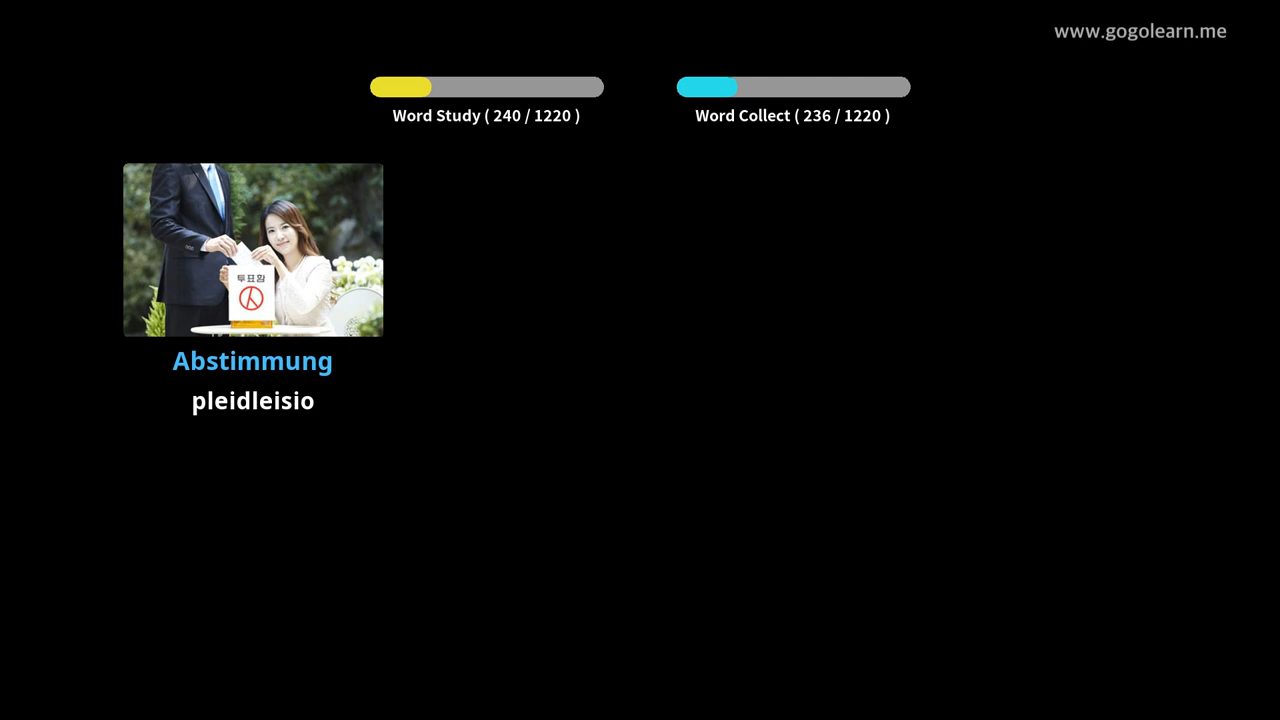 www.gogolearn.me
Word Study ( 240 / 1220 )
Word Collect ( 236 / 1220 )
투표함
Abstimmung
pleidleisio